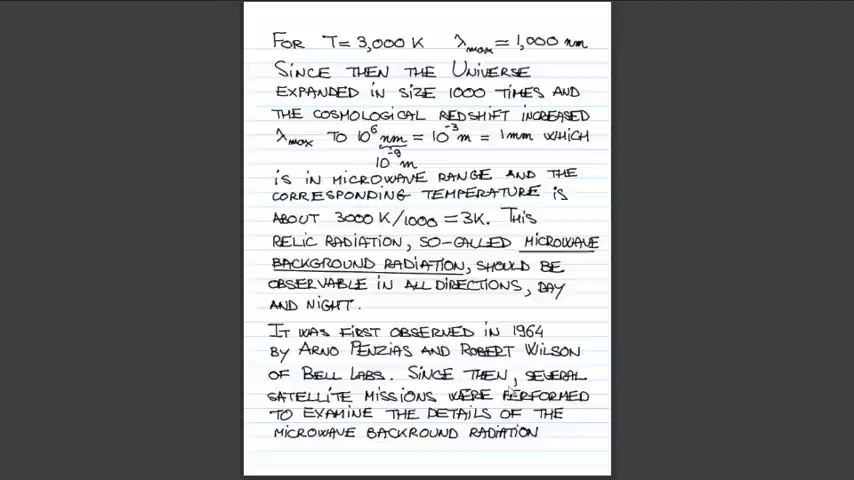 FOR T= 3,000 K λmax = 1,000 nm
SINCE THEN THE UNIVERSE
EXPANDED IN SIZE 1000 TIMES AND
THE COSMOLOGICAL REDSHIFT INCREASED
λmax TO 10⁶ nm = 10⁻³ m = 1mm WHICH
10⁻⁹ m
IS IN MICROWAVE RANGE AND THE
CORRESPONDING TEMPERATURE IS
ABOUT 3000 K/1000 = 3K. THIS
RELIC RADIATION, SO-CALLED MICROWAVE
BACKGROUND RADIATION, SHOULD BE
OBSERVABLE IN ALL DIRECTIONS, DAY
AND NIGHT.
IT WAS FIRST OBSERVED IN 1964
BY ARNO PENZIAS AND ROBERT WILSON
OF BELL LABS. SINCE THEN, SEVERAL
SATELLITE MISSIONS WERE PERFORMED
TO EXAMINE THE DETAILS OF THE
MICROWAVE BACKROUND RADIATION